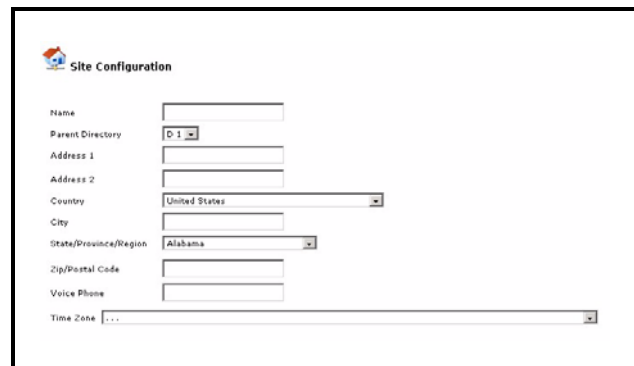 Site Configuration
Name
Parent Directory D 1
Address 1
Address 2
Country United States
City
State/Province/Region Alabama
Zip/Postal Code
Voice Phone
Time Zone ...